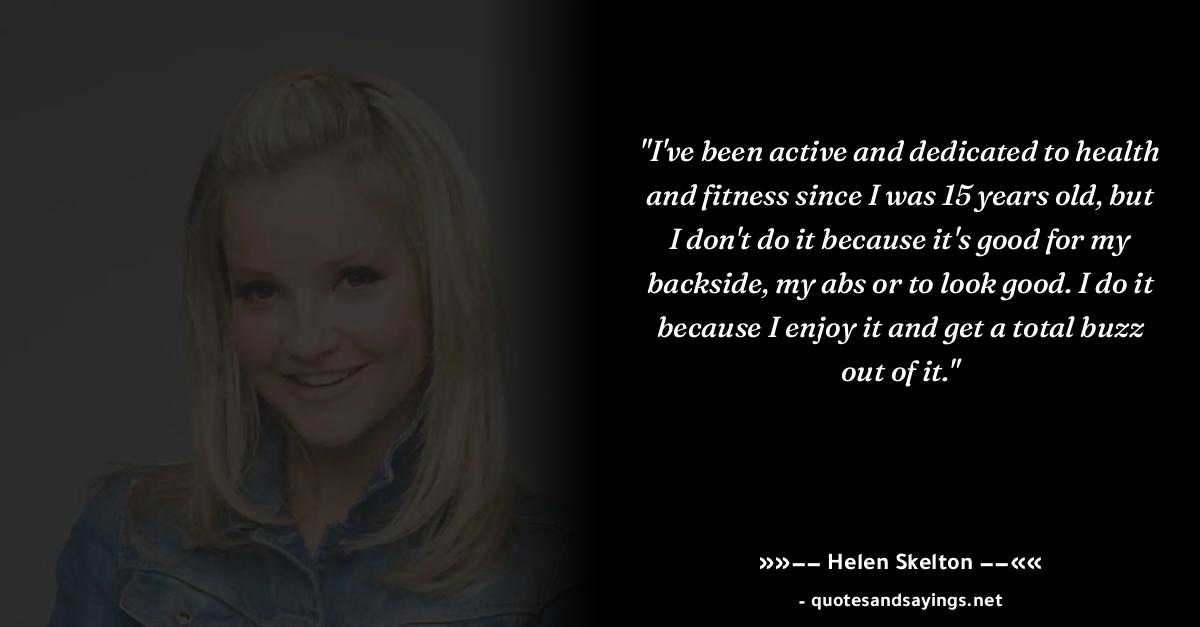 "I've been active and dedicated to health
and fitness since I was 15 years old, but
I don't do it because it's good for my
backside, my abs or to look good. I do it
because I enjoy it and get a total buzz
out of it."
»»–– Helen Skelton ––««
- quotesandsayings.net